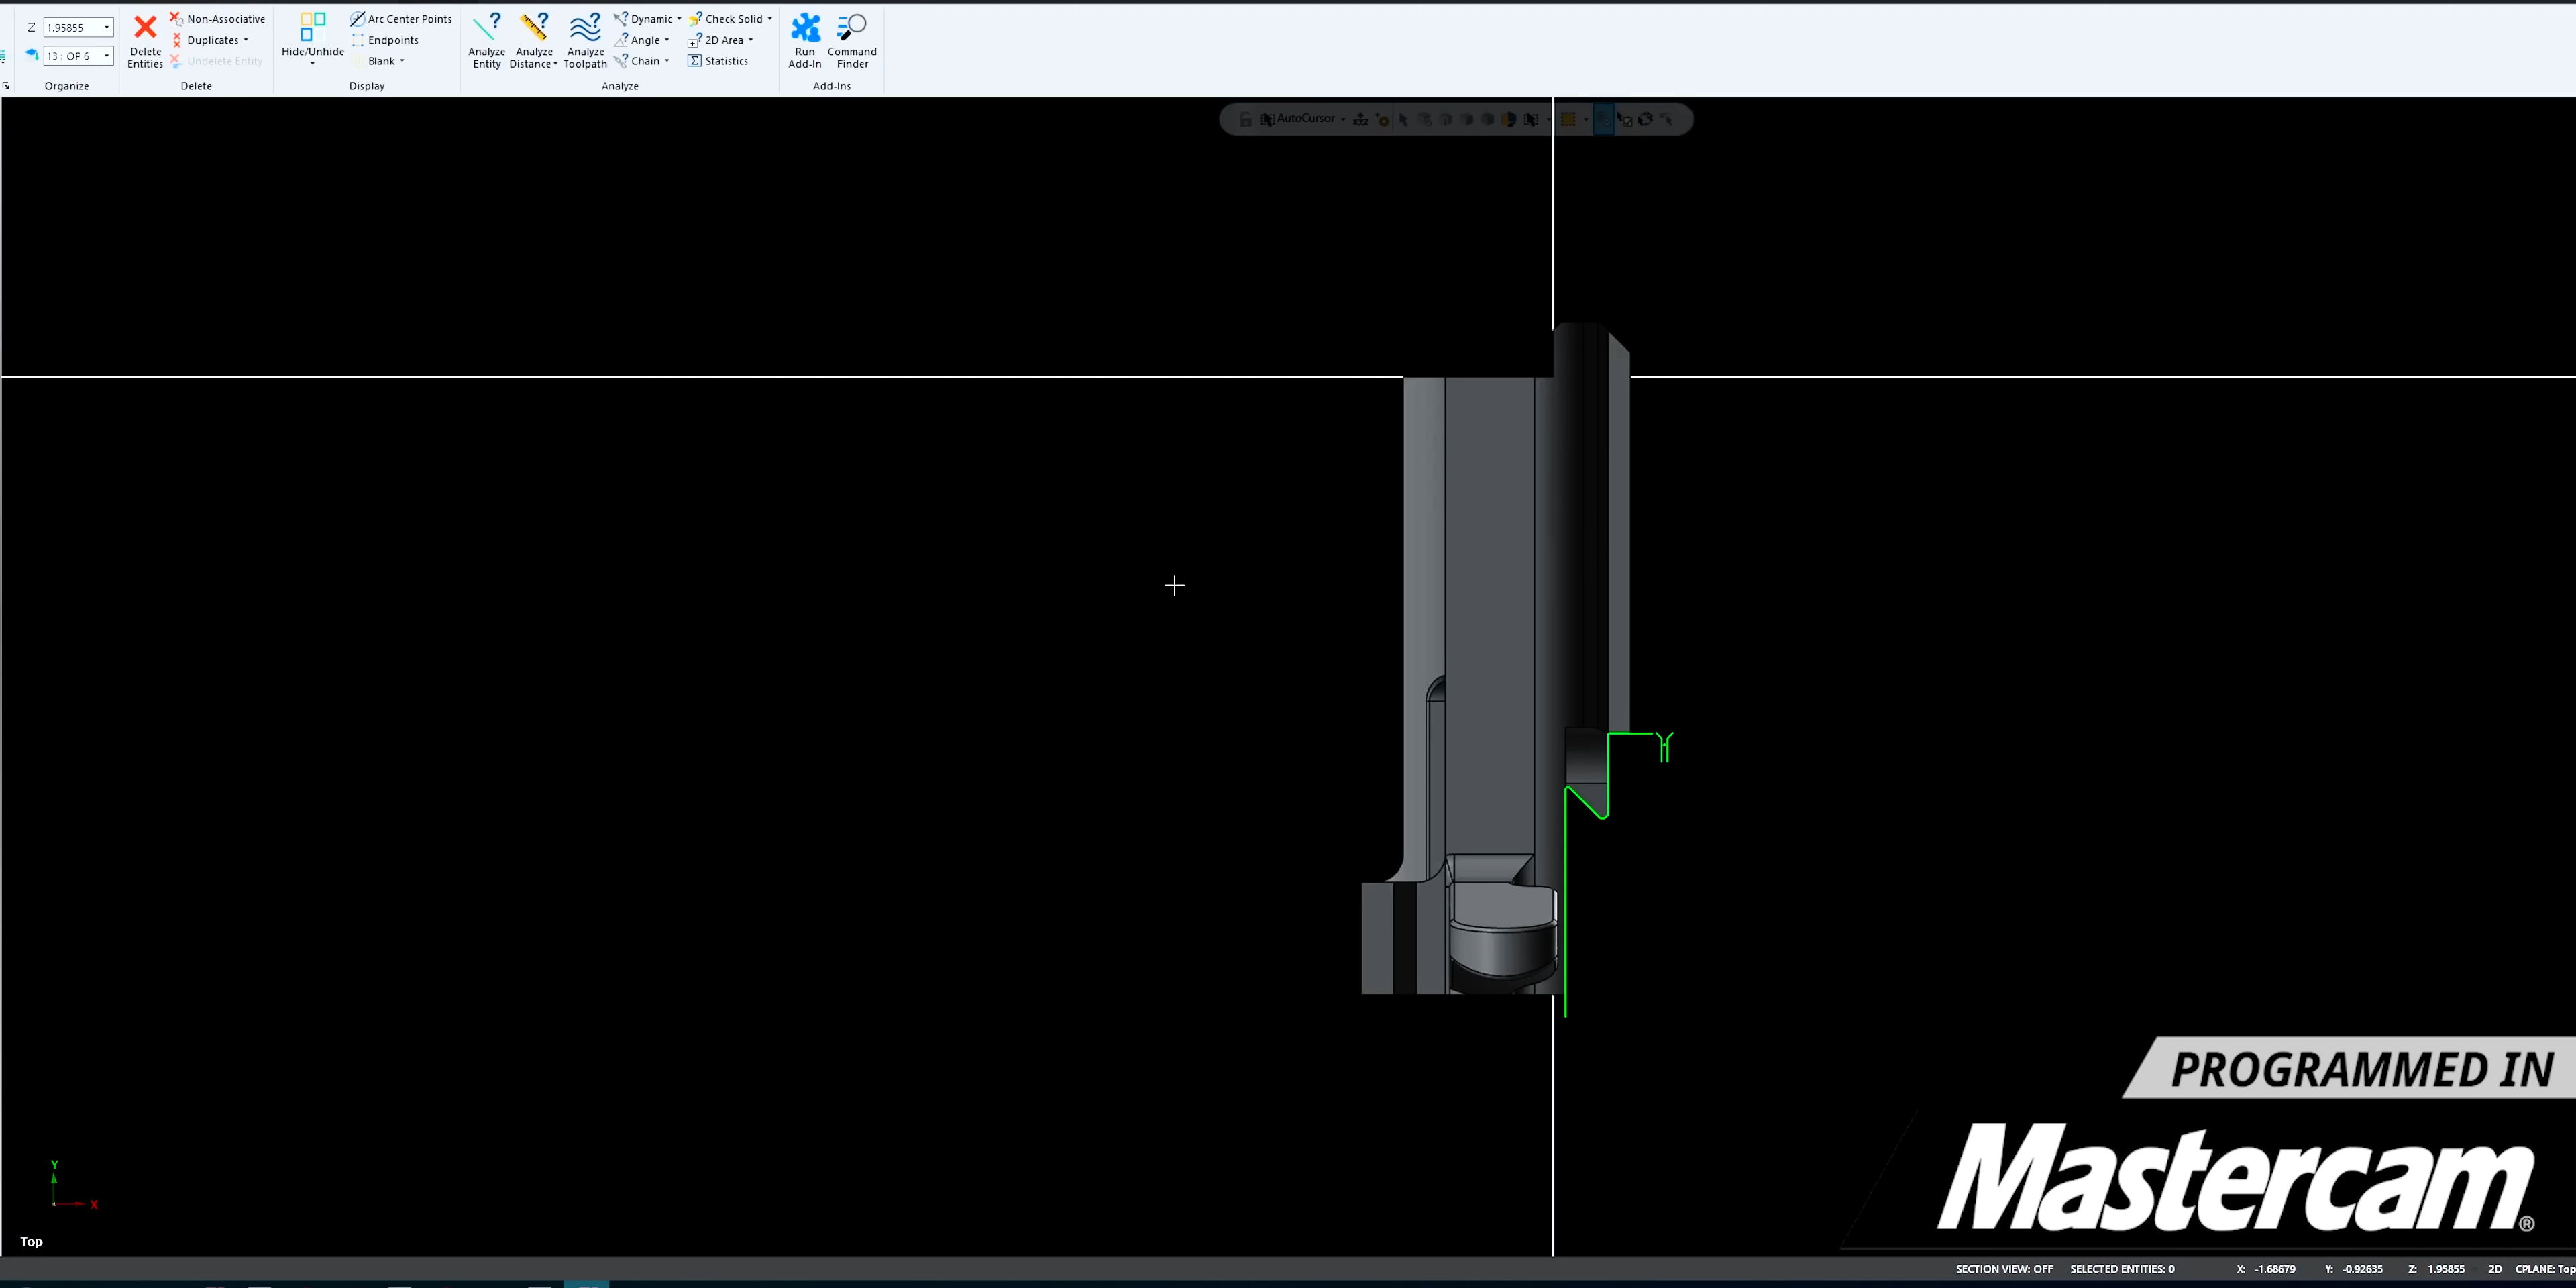 Z 1.95855
13 : OP 6
Organize
Delete Entities
Non-Associative
Duplicates
Undelete Entity
Delete
Hide/Unhide
Arc Center Points
Endpoints
Blank
Display
Analyze Entity
Analyze Distance
Analyze Toolpath
Dynamic
Angle
Chain
Check Solid
2D Area
Statistics
Analyze
Run Add-In
Command Finder
Add-Ins
AutoCursor
XYZ
Y
X
Top
PROGRAMMED IN
Mastercam®
SECTION VIEW: OFF SELECTED ENTITIES: 0 X: -1.68679 Y: -0.92635 Z: 1.95855 2D CPLANE: Top